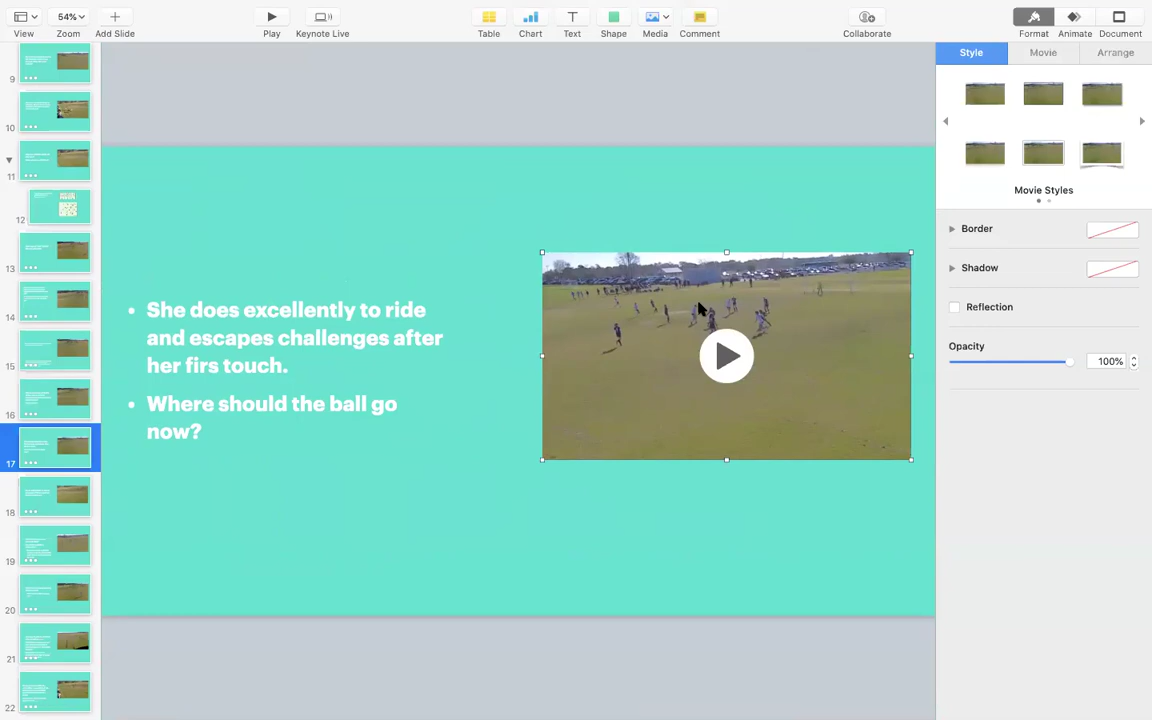 View
54%
Zoom
Add Slide
Play
Keynote Live
Table
Chart
Text
Shape
Media
Comment
Collaborate
Format
Animate
Document
Style
Movie
Arrange
Movie Styles
Border
Shadow
Reflection
Opacity
100%
9
10
11
12
13
14
15
16
17
18
19
20
21
22
• She does excellently to ride
and escapes challenges after
her firs touch.
• Where should the ball go
now?